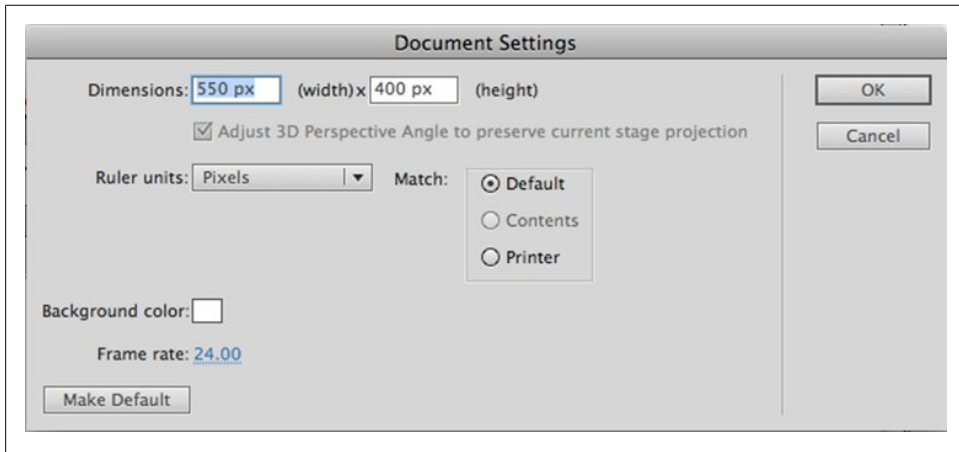 Document Settings
Dimensions: 550 px (width) x 400 px (height)
OK
Adjust 3D Perspective Angle to preserve current stage projection
Cancel
Ruler units: Pixels Match: Default
Contents
Printer
Background color:
Frame rate: 24.00
Make Default